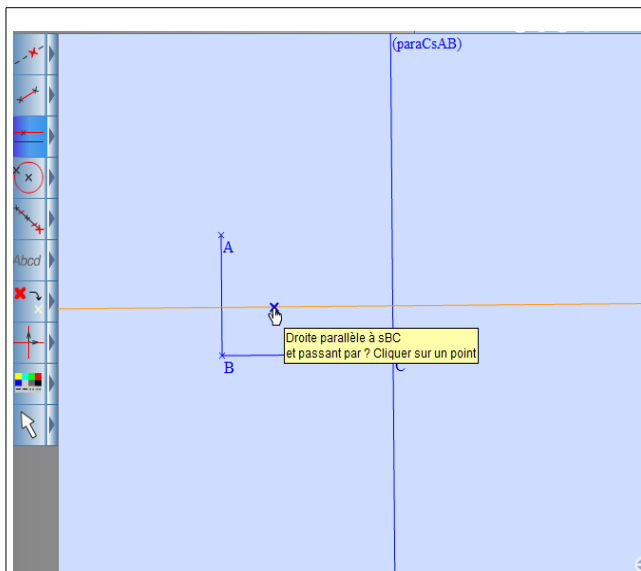 (paraCsAB)
Abcd
A
Droite parallèle à sBC
et passant par ? Cliquer sur un point
B
C